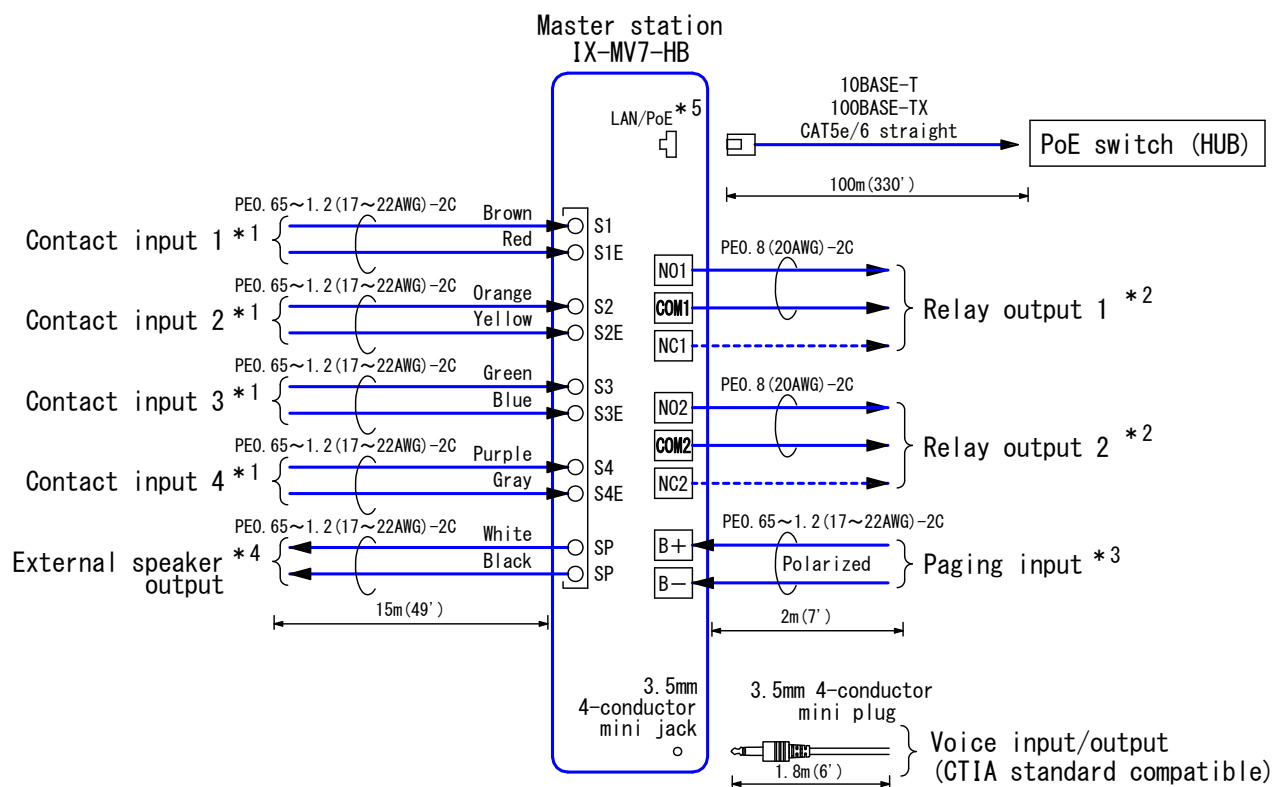 Master station
IX-MV7-HB
LAN/PoE *5
10BASE-T
100BASE-TX
CAT5e/6 straight
PoE switch (HUB)
100m(330')
PE0.65～1.2(17～22AWG)-2C
Contact input 1 *1
Brown
S1
Red
S1E
PE0.65～1.2(17～22AWG)-2C
Contact input 2 *1
Orange
S2
Yellow
S2E
PE0.65～1.2(17～22AWG)-2C
Contact input 3 *1
Green
S3
Blue
S3E
PE0.65～1.2(17～22AWG)-2C
Contact input 4 *1
Purple
S4
Gray
S4E
PE0.65～1.2(17～22AWG)-2C
External speaker *4
output
White
SP
Black
SP
15m(49')
PE0.8(20AWG)-2C
NO1
COM1
NC1
Relay output 1 *2
PE0.8(20AWG)-2C
NO2
COM2
NC2
Relay output 2 *2
PE0.65～1.2(17～22AWG)-2C
B+
Polarized
B−
Paging input *3
2m(7')
3.5mm
4-conductor
mini jack
3.5mm 4-conductor
mini plug
1.8m(6')
Voice input/output
(CTIA standard compatible)